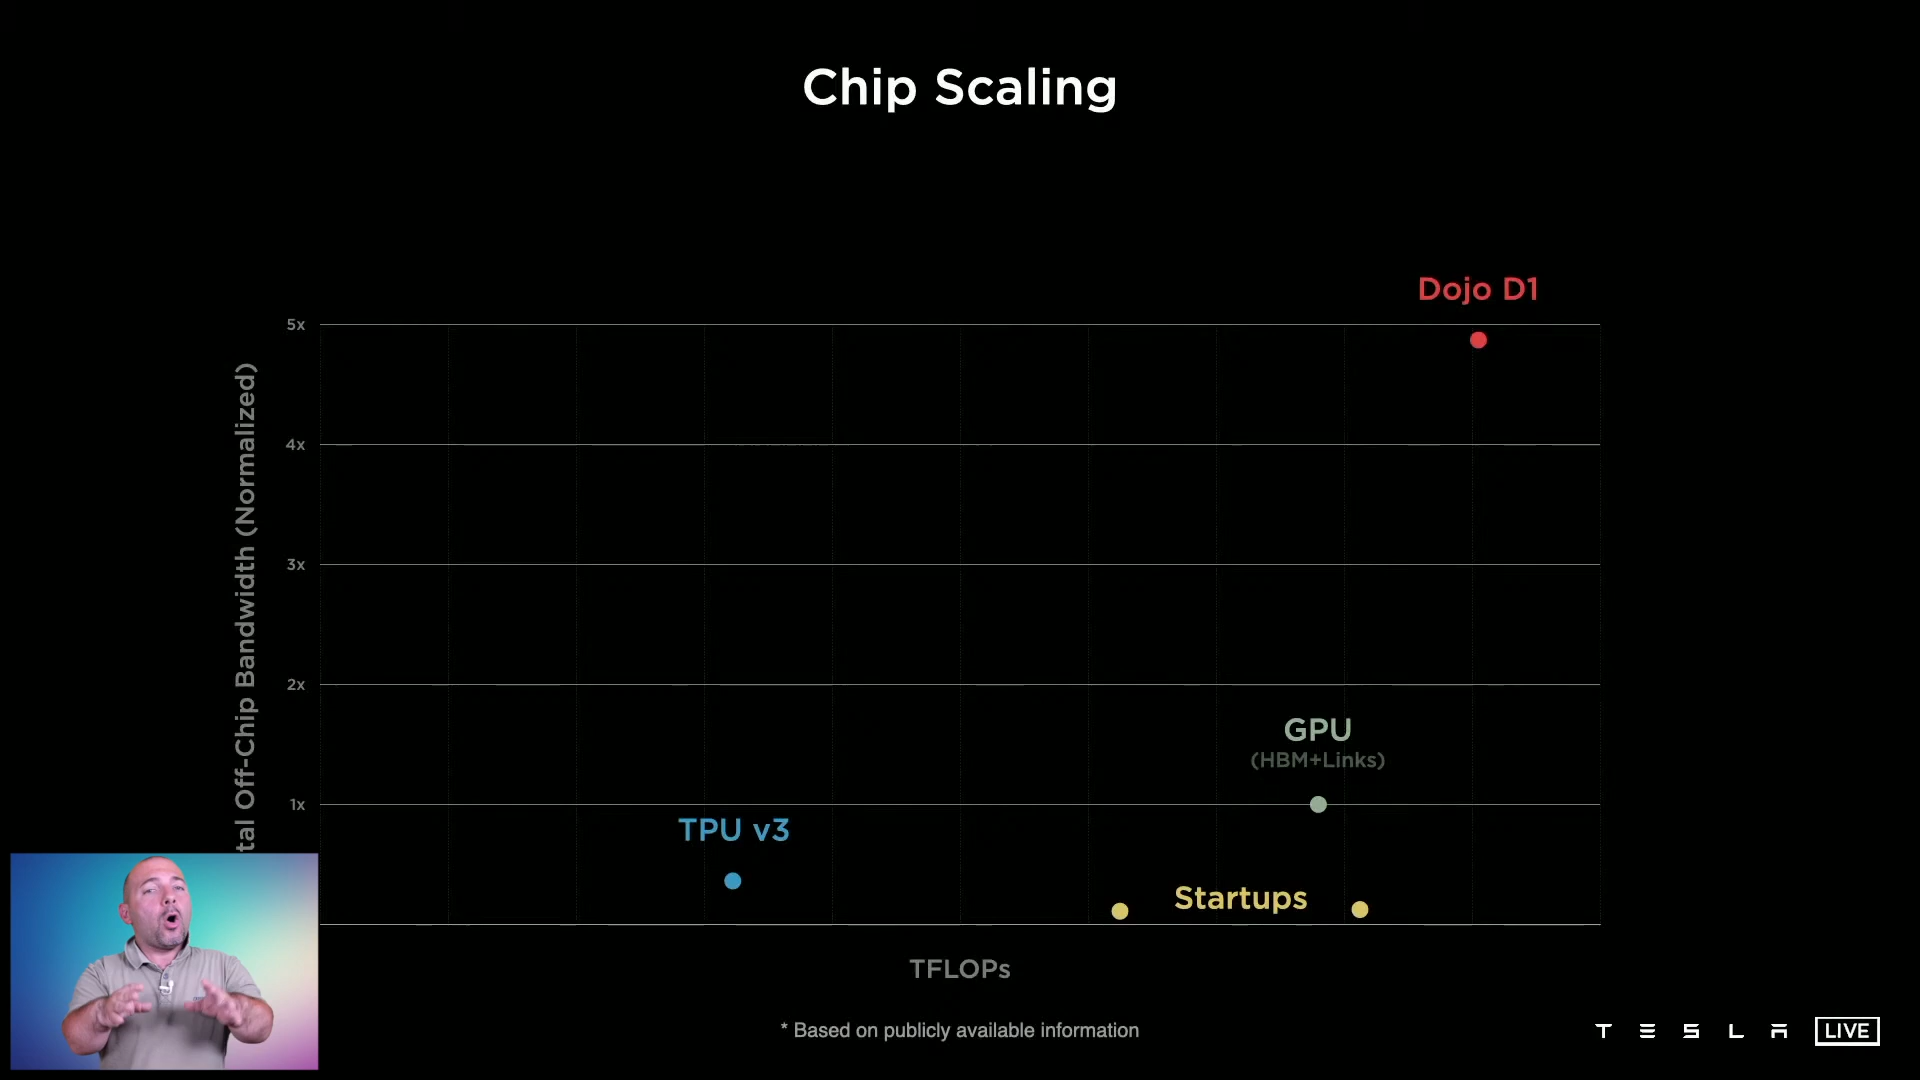 Chip Scaling
Dojo D1
5x
4x
3x
2x
1x
Off-Chip Bandwidth (Normalized)
GPU
(HBM+Links)
TPU v3
Startups
TFLOPs
* Based on publicly available information
TESLA LIVE